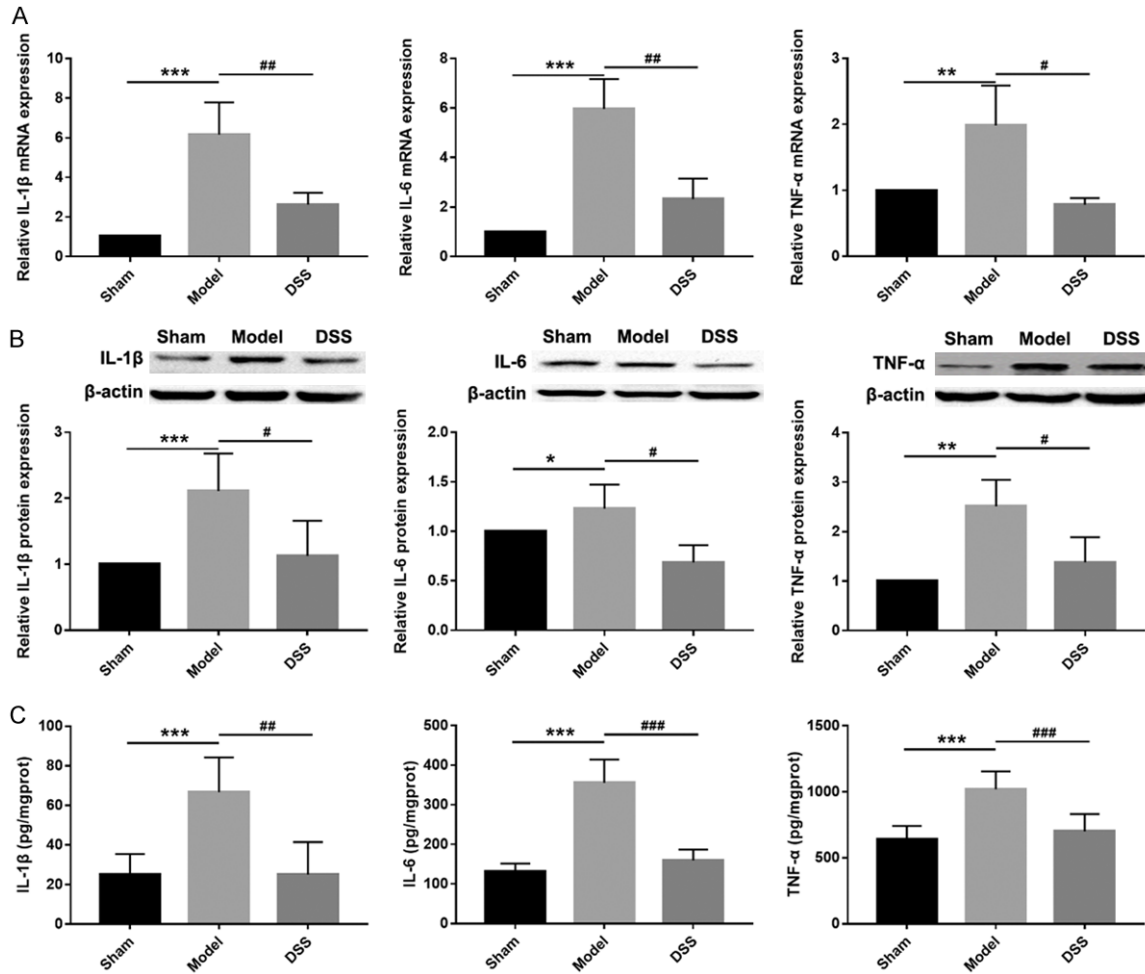 A
Relative IL-1β mRNA expression
10
8
6
4
2
0
***
##
Sham
Model
DSS
Relative IL-6 mRNA expression
8
6
4
2
0
***
##
Sham
Model
DSS
Relative TNF-α mRNA expression
3
2
1
0
**
#
Sham
Model
DSS
B
Sham Model DSS
IL-1β
β-actin
Relative IL-1β protein expression
3
2
1
0
***
#
Sham
Model
DSS
Sham Model DSS
IL-6
β-actin
Relative IL-6 protein expression
2.0
1.5
1.0
0.5
0.0
*
#
Sham
Model
DSS
Sham Model DSS
TNF-α
β-actin
Relative TNF-α protein expression
4
3
2
1
0
**
#
Sham
Model
DSS
C
IL-1β (pg/mgprot)
100
80
60
40
20
0
***
##
Sham
Model
DSS
IL-6 (pg/mgprot)
500
400
300
200
100
0
***
###
Sham
Model
DSS
TNF-α (pg/mgprot)
1500
1000
500
0
***
###
Sham
Model
DSS